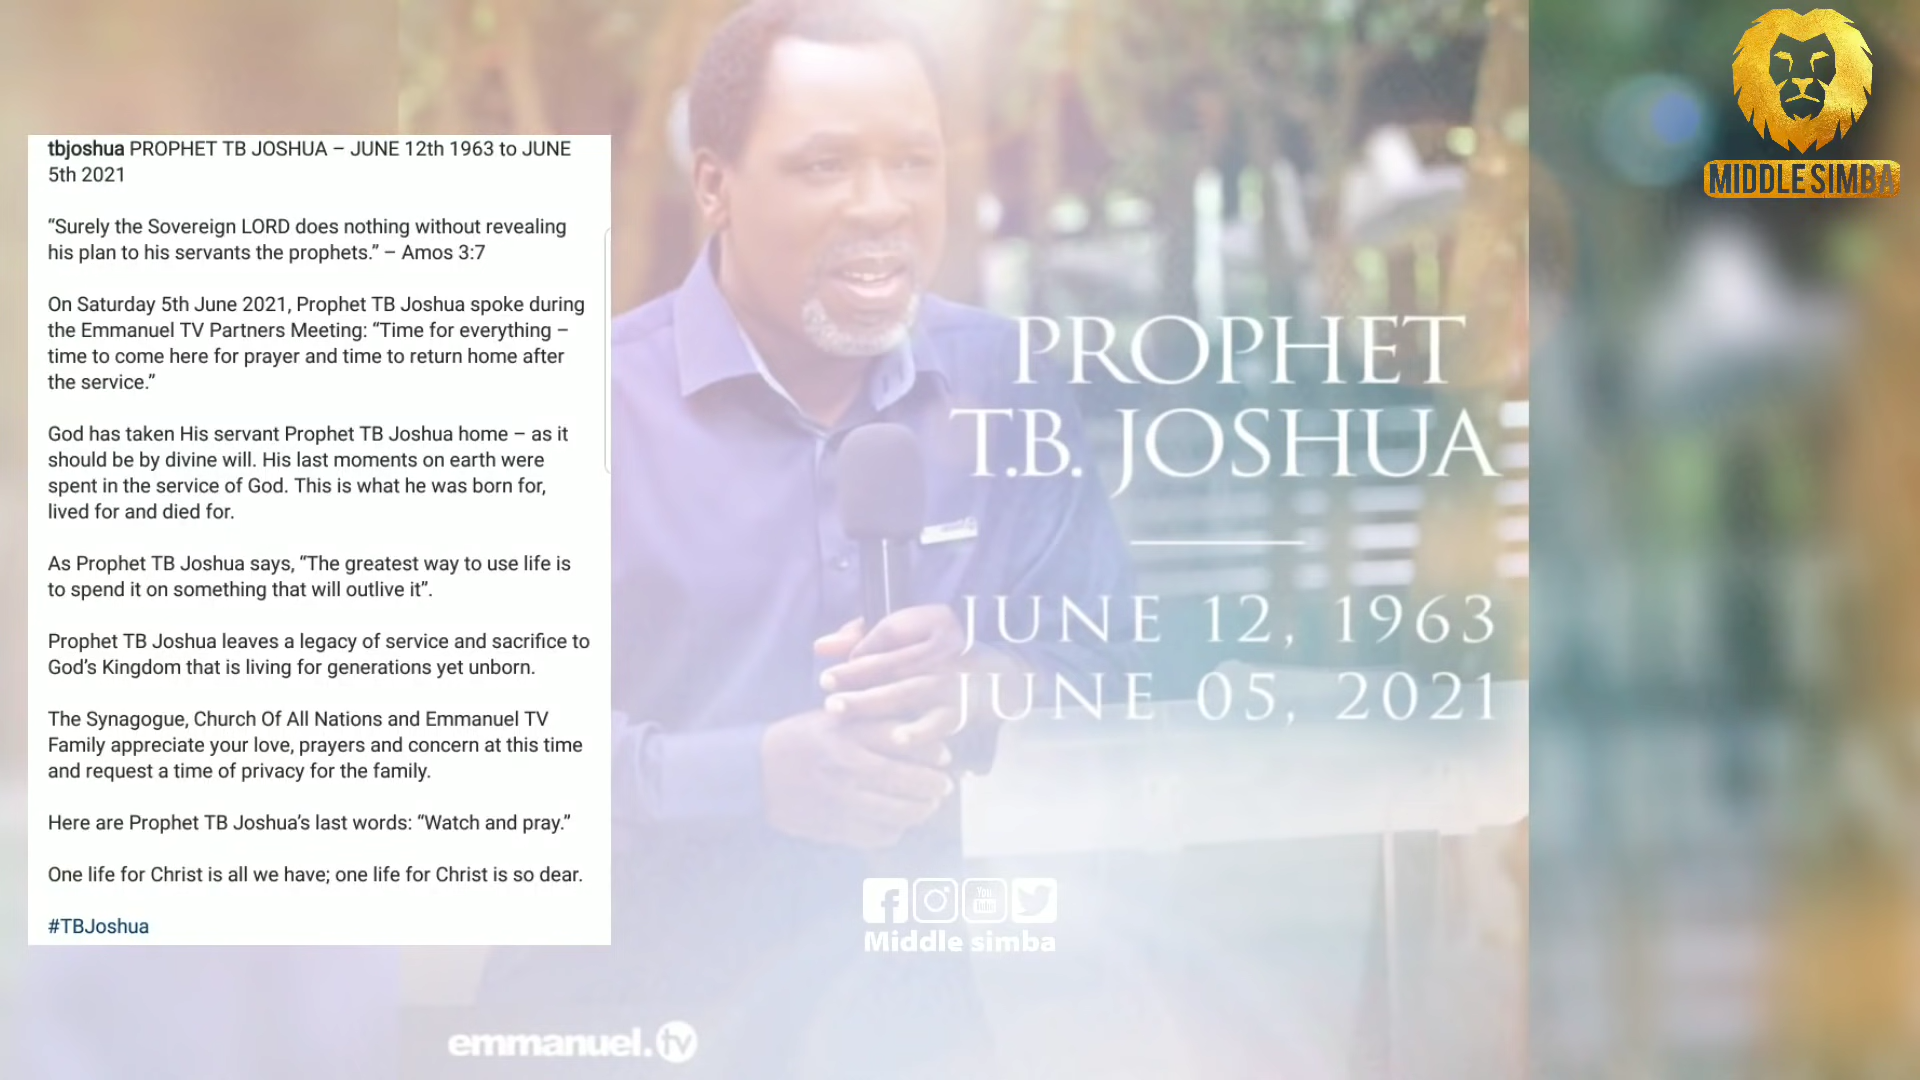 tbjoshua PROPHET TB JOSHUA – JUNE 12th 1963 to JUNE
5th 2021
“Surely the Sovereign LORD does nothing without revealing
his plan to his servants the prophets.” – Amos 3:7
On Saturday 5th June 2021, Prophet TB Joshua spoke during
the Emmanuel TV Partners Meeting: “Time for everything –
time to come here for prayer and time to return home after
the service.”
God has taken His servant Prophet TB Joshua home – as it
should be by divine will. His last moments on earth were
spent in the service of God. This is what he was born for,
lived for and died for.
As Prophet TB Joshua says, “The greatest way to use life is
to spend it on something that will outlive it”.
Prophet TB Joshua leaves a legacy of service and sacrifice to
God’s Kingdom that is living for generations yet unborn.
The Synagogue, Church Of All Nations and Emmanuel TV
Family appreciate your love, prayers and concern at this time
and request a time of privacy for the family.
Here are Prophet TB Joshua’s last words: “Watch and pray.”
One life for Christ is all we have; one life for Christ is so dear.
#TBJoshua
PROPHET
T.B. JOSHUA
JUNE 12, 1963
JUNE 05, 2021
MIDDLE SIMBA
You Tube
Middle simba
emmanuel.tv